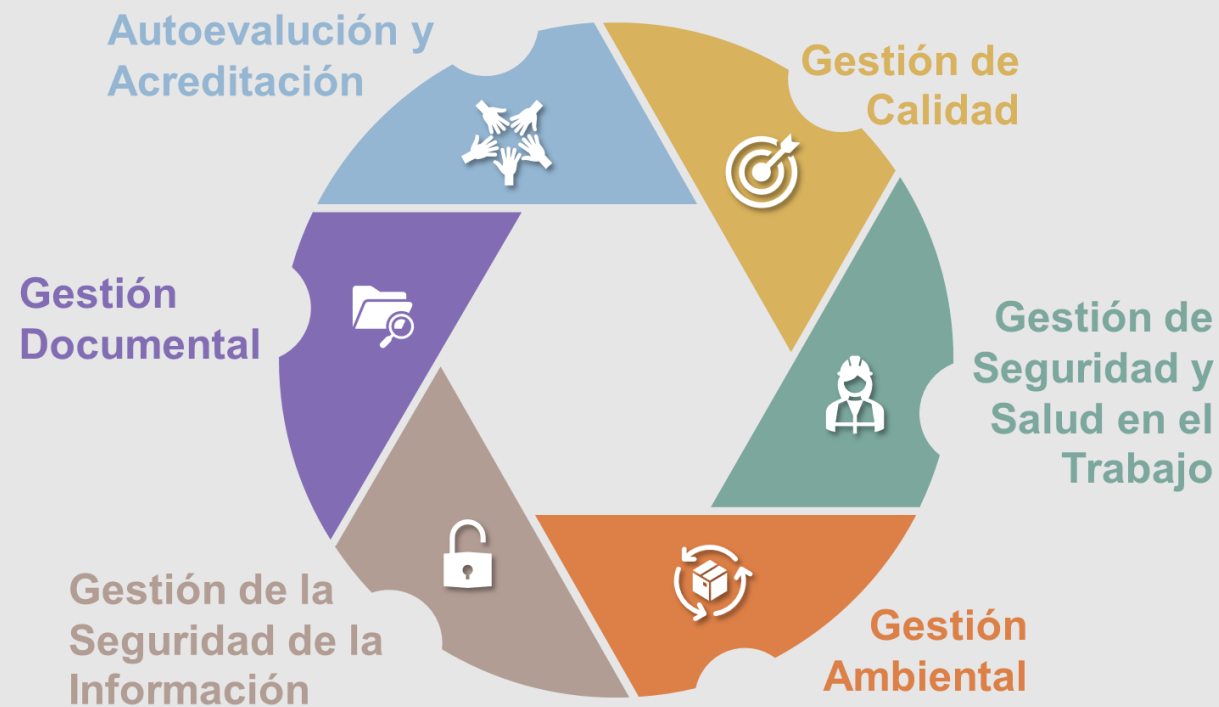 Autoevalución y
Acreditación
Gestión de
Calidad
Gestión
Documental
Gestión de
Seguridad y
Salud en el
Trabajo
Gestión de la
Seguridad de la
Información
Gestión
Ambiental